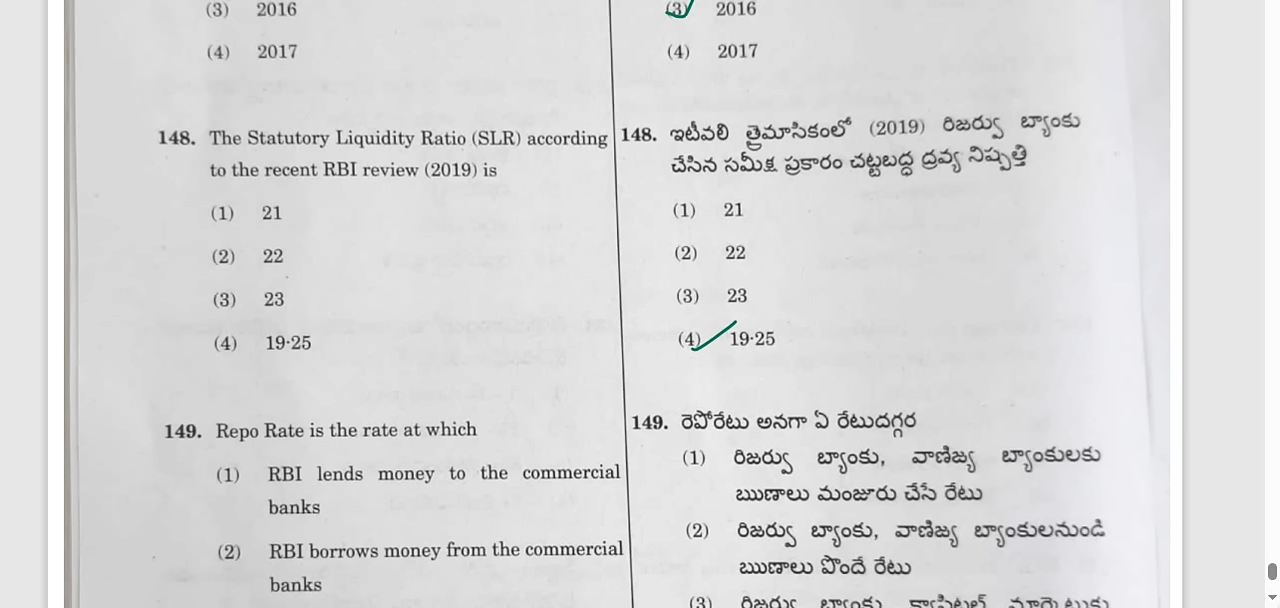 (3) 2016
(4) 2017
148. The Statutory Liquidity Ratio (SLR) according
to the recent RBI review (2019) is
(1) 21
(2) 22
(3) 23
(4) 19·25
149. Repo Rate is the rate at which
(1) RBI lends money to the commercial
banks
(2) RBI borrows money from the commercial
banks
(3) 2016
(4) 2017
148. ఇటీవలి త్రైమాసికంలో (2019) రిజర్వు బ్యాంకు
చేసిన సమీక్ష ప్రకారం చట్టబద్ధ ద్రవ్య నిష్పత్తి
(1) 21
(2) 22
(3) 23
(4) 19·25
149. రెపోరేటు అనగా ఏ రేటుదగ్గర
(1) రిజర్వు బ్యాంకు, వాణిజ్య బ్యాంకులకు
ఋణాలు మంజూరు చేసే రేటు
(2) రిజర్వు బ్యాంకు, వాణిజ్య బ్యాంకులనుండి
ఋణాలు పొందే రేటు
(3) రిజర్వు బ్యాంకు